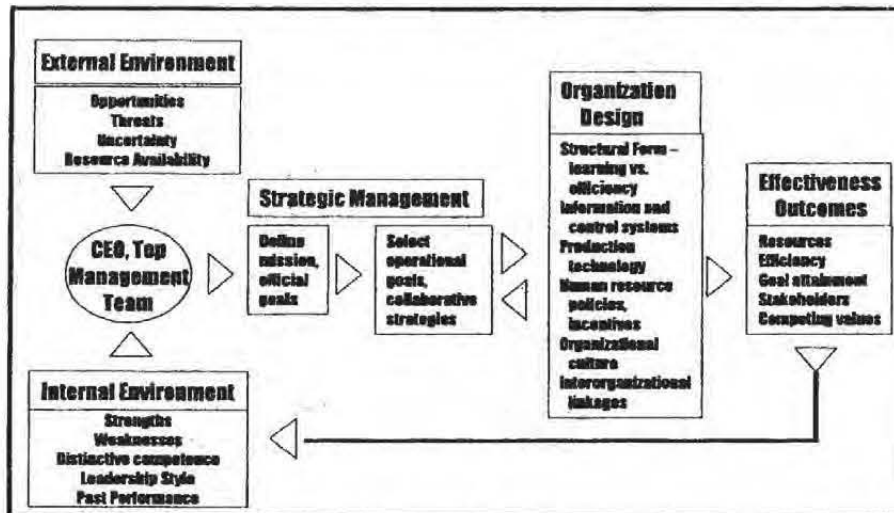 External Environment
Opportunities
Threats
Uncertainty
Resource Availability
CEO, Top
Management
Team
Internal Environment
Strengths
Weaknesses
Distinctive competence
Leadership Style
Past Performance
Strategic Management
Define
mission,
official
goals
Select
operational
goals,
collaborative
strategies
Organization
Design
Structural Form –
learning vs.
efficiency
Information and
control systems
Production
technology
Human resource
policies,
incentives
Organizational
culture
Interorganizational
linkages
Effectiveness
Outcomes
Resources
Efficiency
Goal attainment
Stakeholders
Computing values